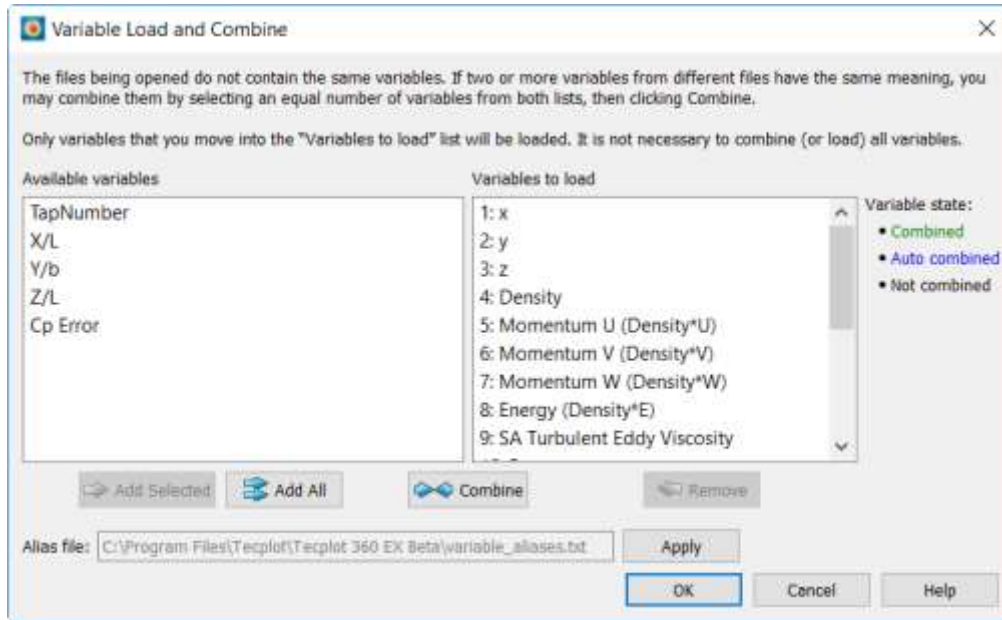 Variable Load and Combine
The files being opened do not contain the same variables. If two or more variables from different files have the same meaning, you
may combine them by selecting an equal number of variables from both lists, then clicking Combine.
Only variables that you move into the "Variables to load" list will be loaded. It is not necessary to combine (or load) all variables.
Available variables
TapNumber
X/L
Y/b
Z/L
Cp Error
Variables to load
1: x
2: y
3: z
4: Density
5: Momentum U (Density*U)
6: Momentum V (Density*V)
7: Momentum W (Density*W)
8: Energy (Density*E)
9: SA Turbulent Eddy Viscosity
Variable state:
• Combined
• Auto combined
• Not combined
Add Selected
Add All
Combine
Remove
Alias file: C:\Program Files\Tecplot\Tecplot 360 EX Beta\variable_aliases.txt
Apply
OK
Cancel
Help